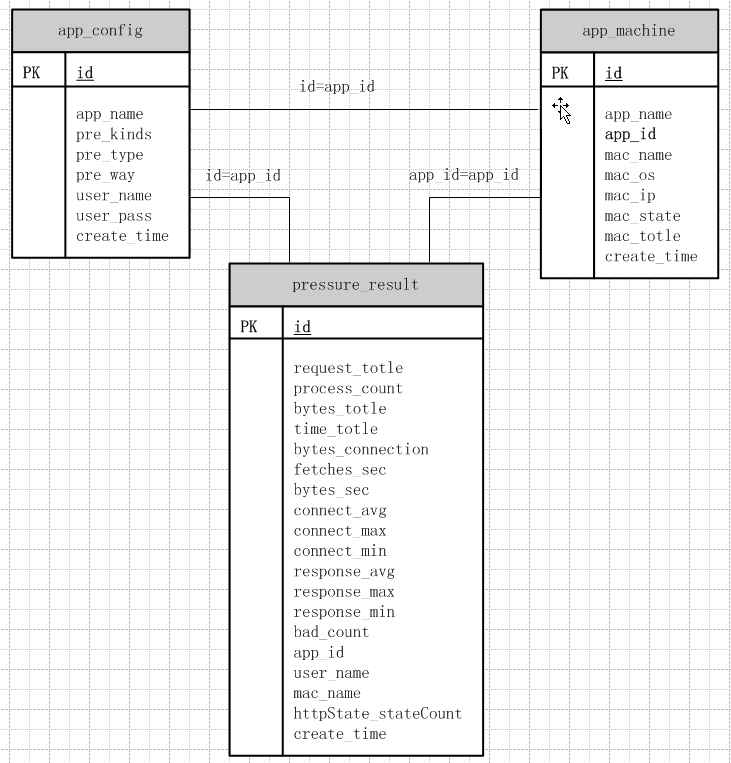 app_config
PK id
app_name
pre_kinds
pre_type
pre_way
user_name
user_pass
create_time
id=app_id
app_machine
PK id
app_name
app_id
mac_name
mac_os
mac_ip
mac_state
mac_totle
create_time
id=app_id
app_id=app_id
pressure_result
PK id
request_totle
process_count
bytes_totle
time_totle
bytes_connection
fetches_sec
bytes_sec
connect_avg
connect_max
connect_min
response_avg
response_max
response_min
bad_count
app_id
user_name
mac_name
httpState_stateCount
create_time